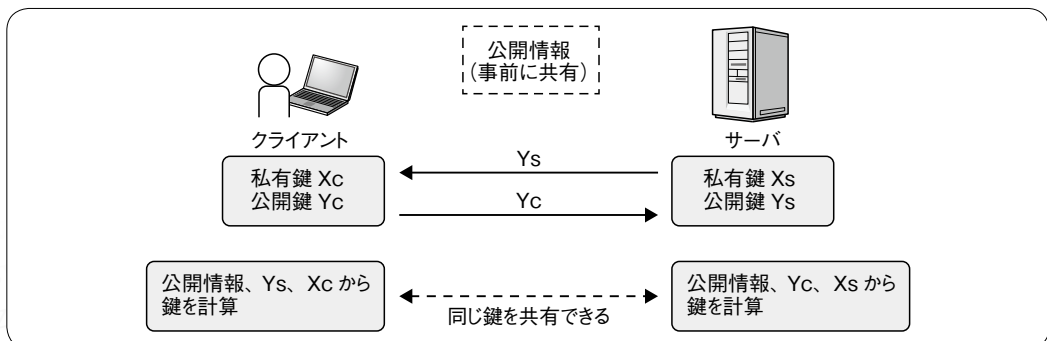 公開情報
(事前に共有)
クライアント
サーバ
私有鍵 Xc
公開鍵 Yc
Ys
Yc
私有鍵 Xs
公開鍵 Ys
公開情報、Ys、Xc から
鍵を計算
同じ鍵を共有できる
公開情報、Yc、Xs から
鍵を計算